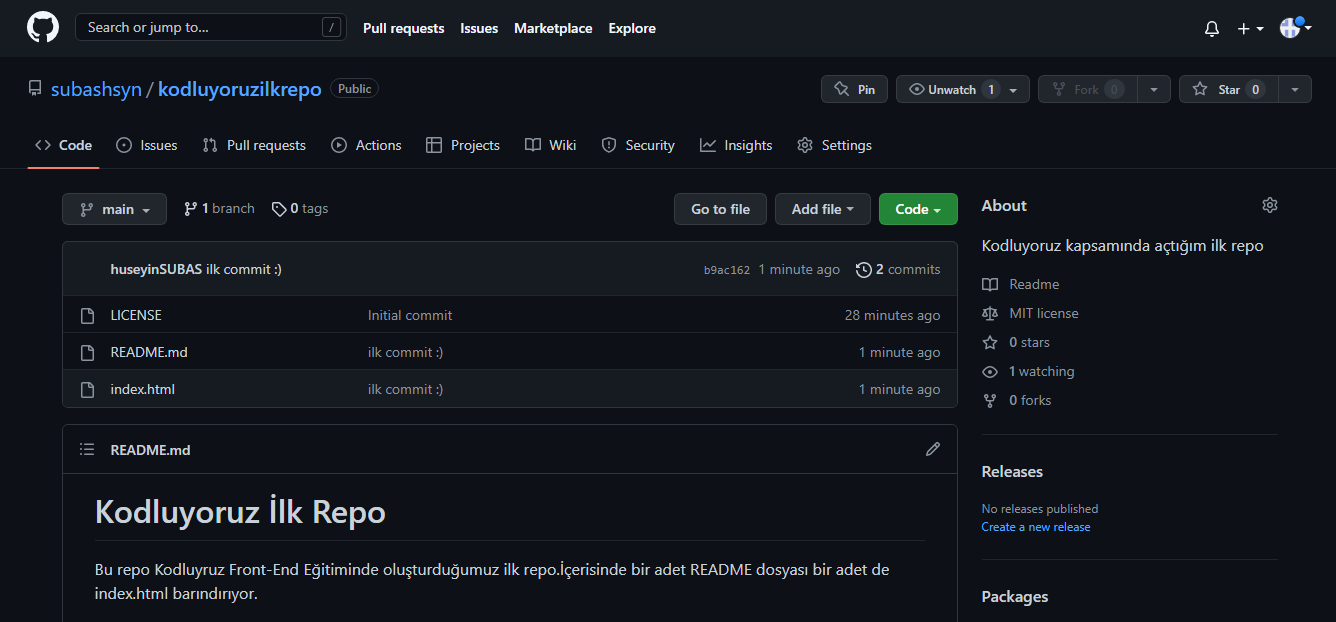 Search or jump to... / Pull requests Issues Marketplace Explore
subashsyn / kodluyoruzilkrepo Public Pin Unwatch 1 Fork 0 Star 0
Code Issues Pull requests Actions Projects Wiki Security Insights Settings
main 1 branch 0 tags Go to file Add file Code
huseyinSUBAS ilk commit :) b9ac162 1 minute ago 2 commits
LICENSE Initial commit 28 minutes ago
README.md ilk commit :) 1 minute ago
index.html ilk commit :) 1 minute ago
README.md
Kodluyoruz İlk Repo
Bu repo Kodluyruz Front-End Eğitiminde oluşturduğumuz ilk repo.İçerisinde bir adet README dosyası bir adet de
index.html barındırıyor.
About
Kodluyoruz kapsamında açtığım ilk repo
Readme
MIT license
0 stars
1 watching
0 forks
Releases
No releases published
Create a new release
Packages